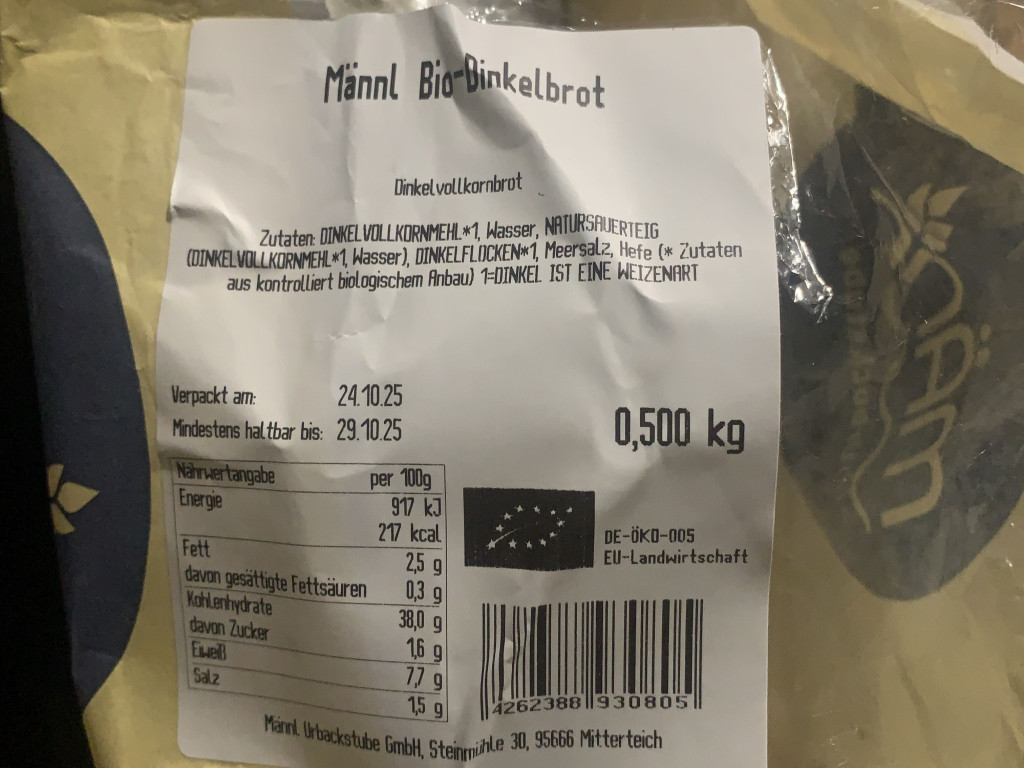 Männl Bio-Dinkelbrot
Dinkelvollkornbrot
Zutaten: DINKELVOLLKORNMEHL*1, Wasser, NATURSAUERTEIG
(DINKELVOLLKORNMEHL*1, Wasser), DINKELFLOCKEN*1, Meersalz, Hefe (* Zutaten
aus kontrolliert biologischem Anbau) 1=DINKEL IST EINE WEIZENART
Verpackt am: 24.10.25
Mindestens haltbar bis: 29.10.25
0,500 kg
Nährwertangabe per 100g
Energie 917 kJ
217 kcal
Fett 2,5 g
davon gesättigte Fettsäuren 0,3 g
Kohlenhydrate 38,0 g
davon Zucker 1,6 g
Eiweiß 7,7 g
Salz 1,5 g
DE-ÖKO-005
EU-Landwirtschaft
4262388 930805
Männl Urbackstube GmbH, Steinmühle 30, 95666 Mitterteich